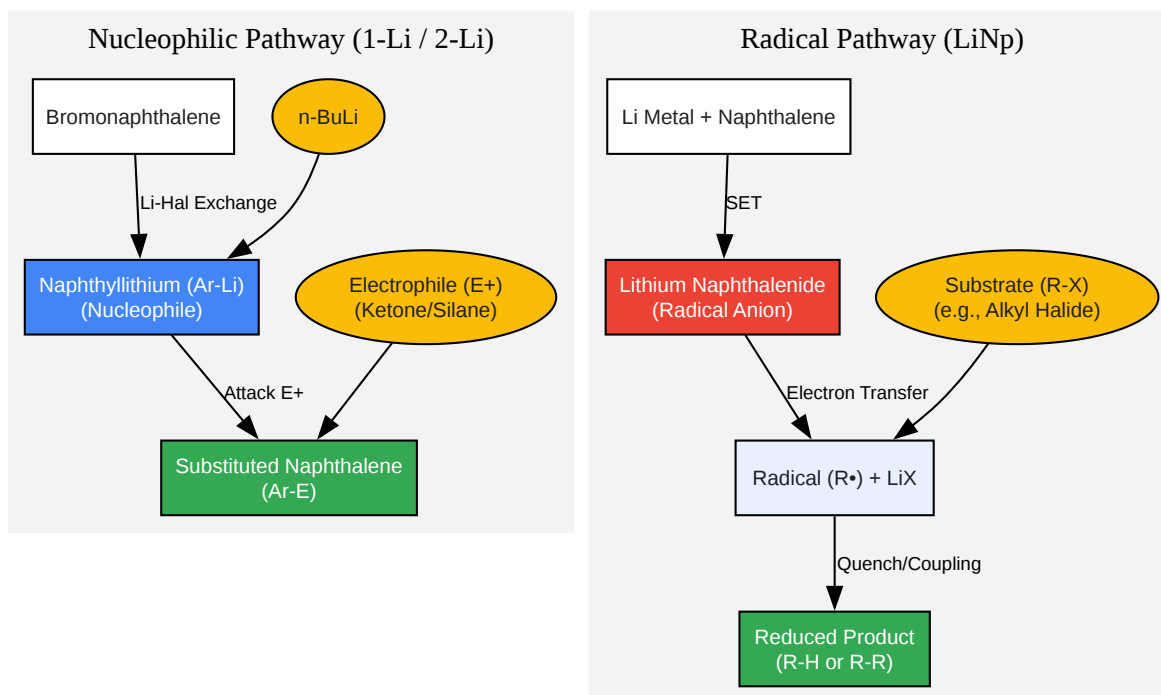 Nucleophilic Pathway (1-Li / 2-Li)
Bromonaphthalene
n-BuLi
Li-Hal Exchange
Naphthyllithium (Ar-Li)
(Nucleophile)
Electrophile (E+)
(Ketone/Silane)
Attack E+
Substituted Naphthalene
(Ar-E)
Radical Pathway (LiNp)
Li Metal + Naphthalene
SET
Lithium Naphthalenide
(Radical Anion)
Substrate (R-X)
(e.g., Alkyl Halide)
Electron Transfer
Radical (R•) + LiX
Quench/Coupling
Reduced Product
(R-H or R-R)